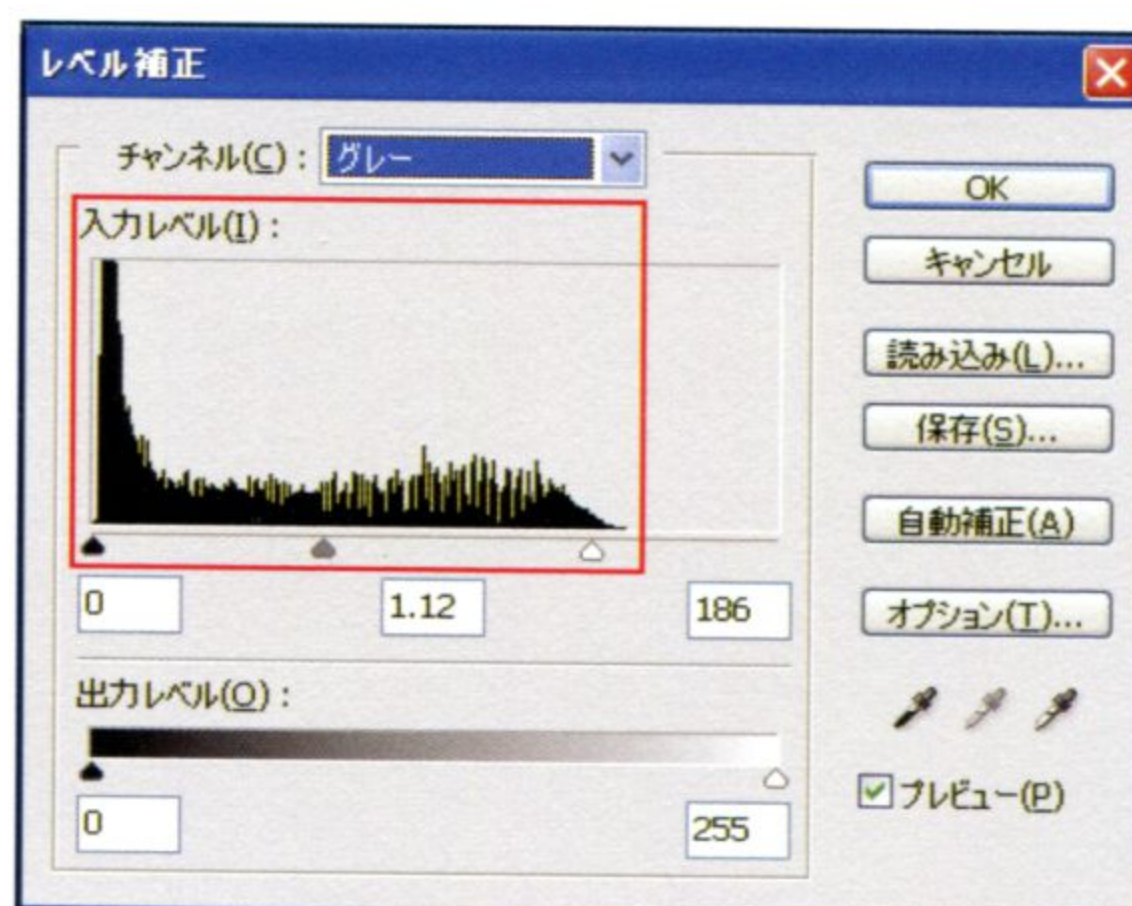 レベル補正
チャンネル(C): グレー
入力レベル(I):
0 1.12 186
出力レベル(O):
0 255
OK
キャンセル
読み込み(L)...
保存(S)...
自動補正(A)
オプション(T)...
プレビュー(P)